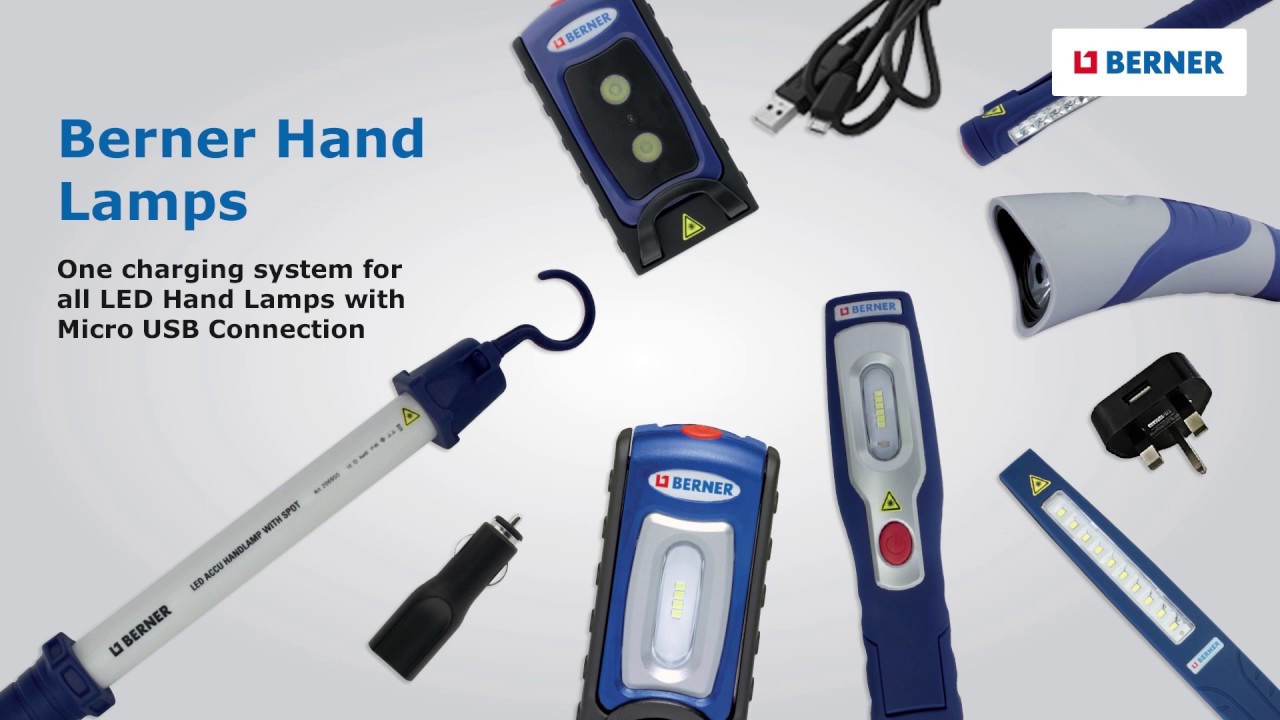 BERNER
BERNER
Berner Hand
Lamps
One charging system for
all LED Hand Lamps with
Micro USB Connection
BERNER
BERNER
LED ACCU HANDLAMP WITH SPOT
BERNER
BERNER